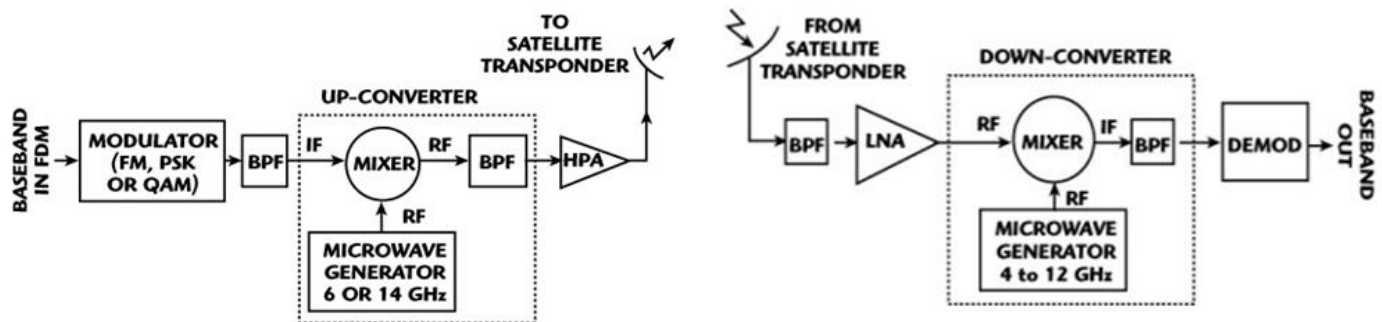 BASEBAND
IN FDM
MODULATOR
(FM, PSK
OR QAM)
BPF
UP-CONVERTER
IF
MIXER
RF
BPF
RF
MICROWAVE
GENERATOR
6 OR 14 GHz
HPA
TO
SATELLITE
TRANSPONDER
FROM
SATELLITE
TRANSPONDER
BPF
LNA
DOWN-CONVERTER
RF
MIXER
IF
BPF
RF
MICROWAVE
GENERATOR
4 to 12 GHz
DEMOD
BASEBAND
OUT